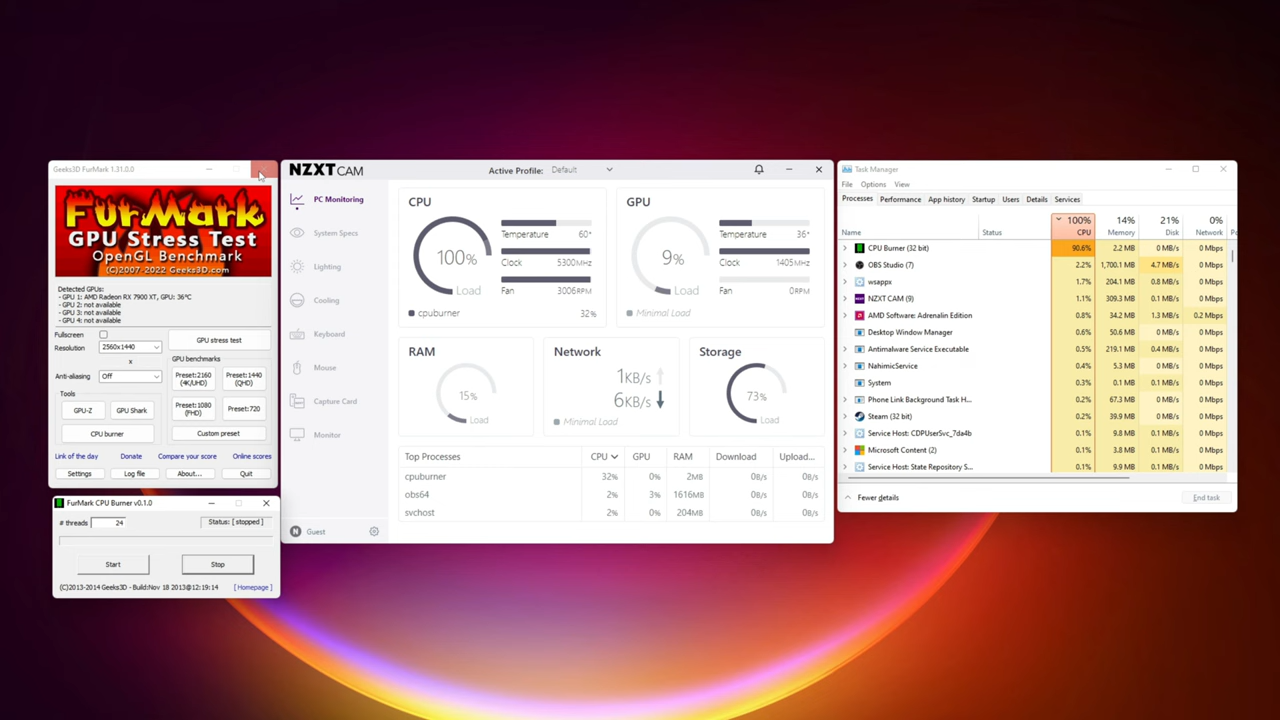 Geeks3D FurMark 1.31.0.0
FurMark
GPU Stress Test
OpenGL Benchmark
(C)2007-2022 Geeks3D.com
Detected GPUs:
- GPU 1: AMD Radeon RX 7900 XT, GPU: 36°C
- GPU 2: not available
- GPU 3: not available
- GPU 4: not available
Fullscreen
GPU stress test
Resolution 2560x1440
x
GPU benchmarks
Anti-aliasing: Off
Preset:2160 (4K/UHD)
Preset:1440 (QHD)
Tools
GPU-Z
GPU Shark
Preset:1080 (FHD)
Preset:720
CPU burner
Custom preset
Link of the day Donate Compare your score Online scores
Settings Log file About... Quit
FurMark CPU Burner v0.1.0
# threads 24 Status: [ stopped ]
Start Stop
(C)2013-2014 Geeks3D - Build:Nov 18 2013@12:19:14 [ Homepage ]
NZXT CAM Active Profile: Default
PC Monitoring
System Specs
Lighting
Cooling
Keyboard
Mouse
Capture Card
Monitor
N Guest
CPU
100%
Load
Temperature 60°
Clock 5300MHz
Fan 3006RPM
cpuburner 32%
GPU
9%
Load
Temperature 36°
Clock 1405MHz
Fan 0RPM
Minimal Load
RAM
15%
Load
Network
1KB/s
6KB/s
Minimal Load
Storage
73%
Load
Top Processes CPU GPU RAM Download Upload...
cpuburner 32% 0% 2MB 0B/s 0B/s
obs64 2% 3% 1616MB 0B/s 0B/s
svchost 2% 0% 204MB 0B/s 0B/s
Task Manager
File Options View
Processes Performance App history Startup Users Details Services
100% 14% 21% 0%
Name Status CPU Memory Disk Network
CPU Burner (32 bit) 90.6% 2.2 MB 0 MB/s 0 Mbps
OBS Studio (7) 2.2% 1,700.1 MB 4.7 MB/s 0 Mbps
wsappx 1.7% 204.1 MB 0.8 MB/s 0 Mbps
NZXT CAM (9) 1.1% 309.3 MB 0.1 MB/s 0 Mbps
AMD Software: Adrenalin Edition 0.8% 34.2 MB 1.3 MB/s 0.2 Mbps
Desktop Window Manager 0.6% 50.6 MB 0 MB/s 0 Mbps
Antimalware Service Executable 0.5% 219.1 MB 0.4 MB/s 0 Mbps
NahimicService 0.4% 5.3 MB 0 MB/s 0 Mbps
System 0.3% 0.1 MB 0.1 MB/s 0 Mbps
Phone Link Background Task H... 0.2% 67.3 MB 0 MB/s 0 Mbps
Steam (32 bit) 0.2% 39.9 MB 0 MB/s 0 Mbps
Service Host: CDPUser5vc_7da4b 0.1% 9.8 MB 0.1 MB/s 0 Mbps
Microsoft Content (2) 0.1% 3.8 MB 0.1 MB/s 0 Mbps
Service Host: State Repository S... 0.1% 9.9 MB 0.1 MB/s 0 Mbps
Fewer details End task